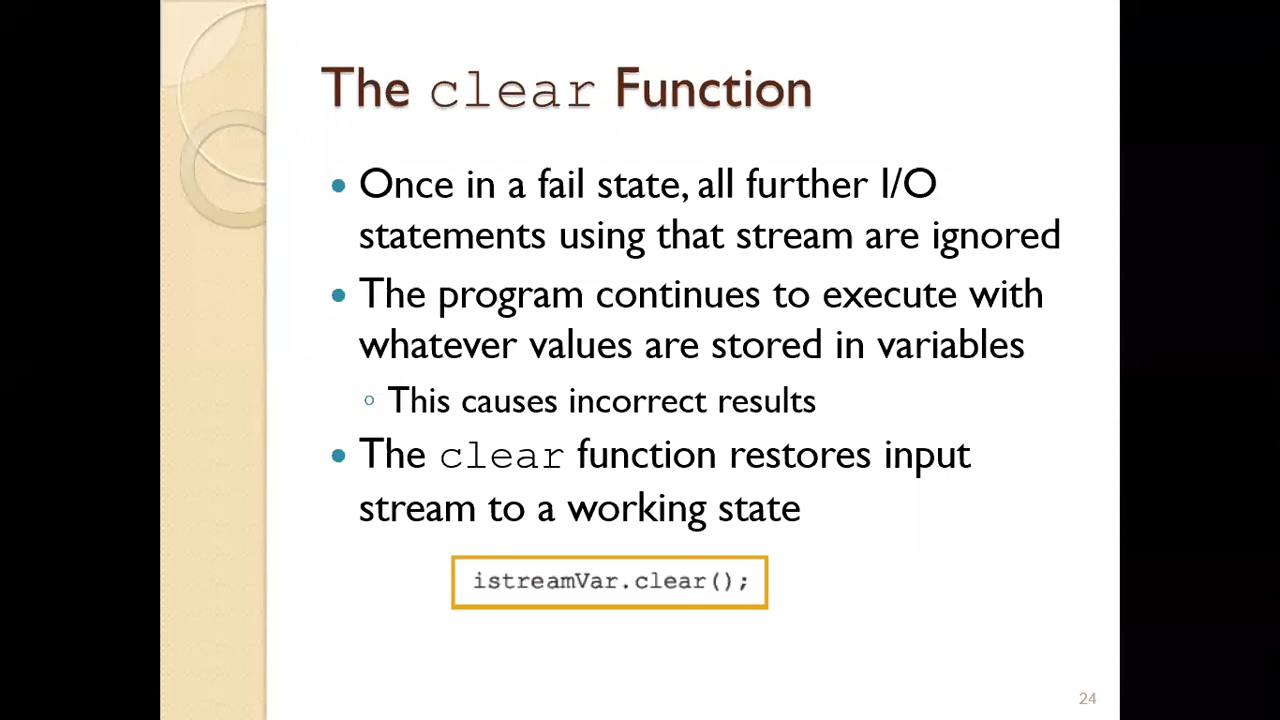 The clear Function
• Once in a fail state, all further I/O
statements using that stream are ignored
• The program continues to execute with
whatever values are stored in variables
◦ This causes incorrect results
• The clear function restores input
stream to a working state
istreamVar.clear();
24